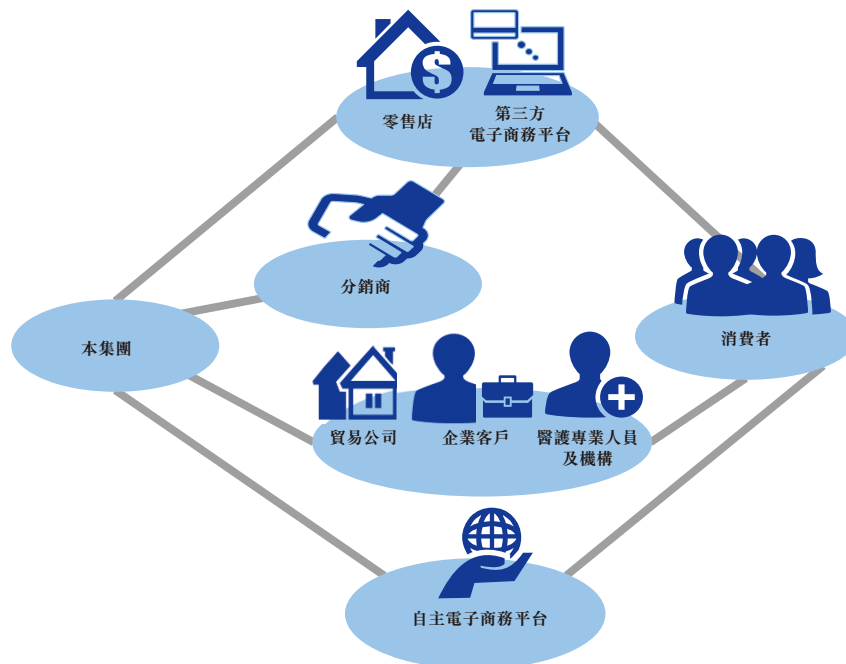 零售店
第三方
電子商務平台
分銷商
本集團
消費者
貿易公司
企業客戶
醫護專業人員
及機構
自主電子商務平台